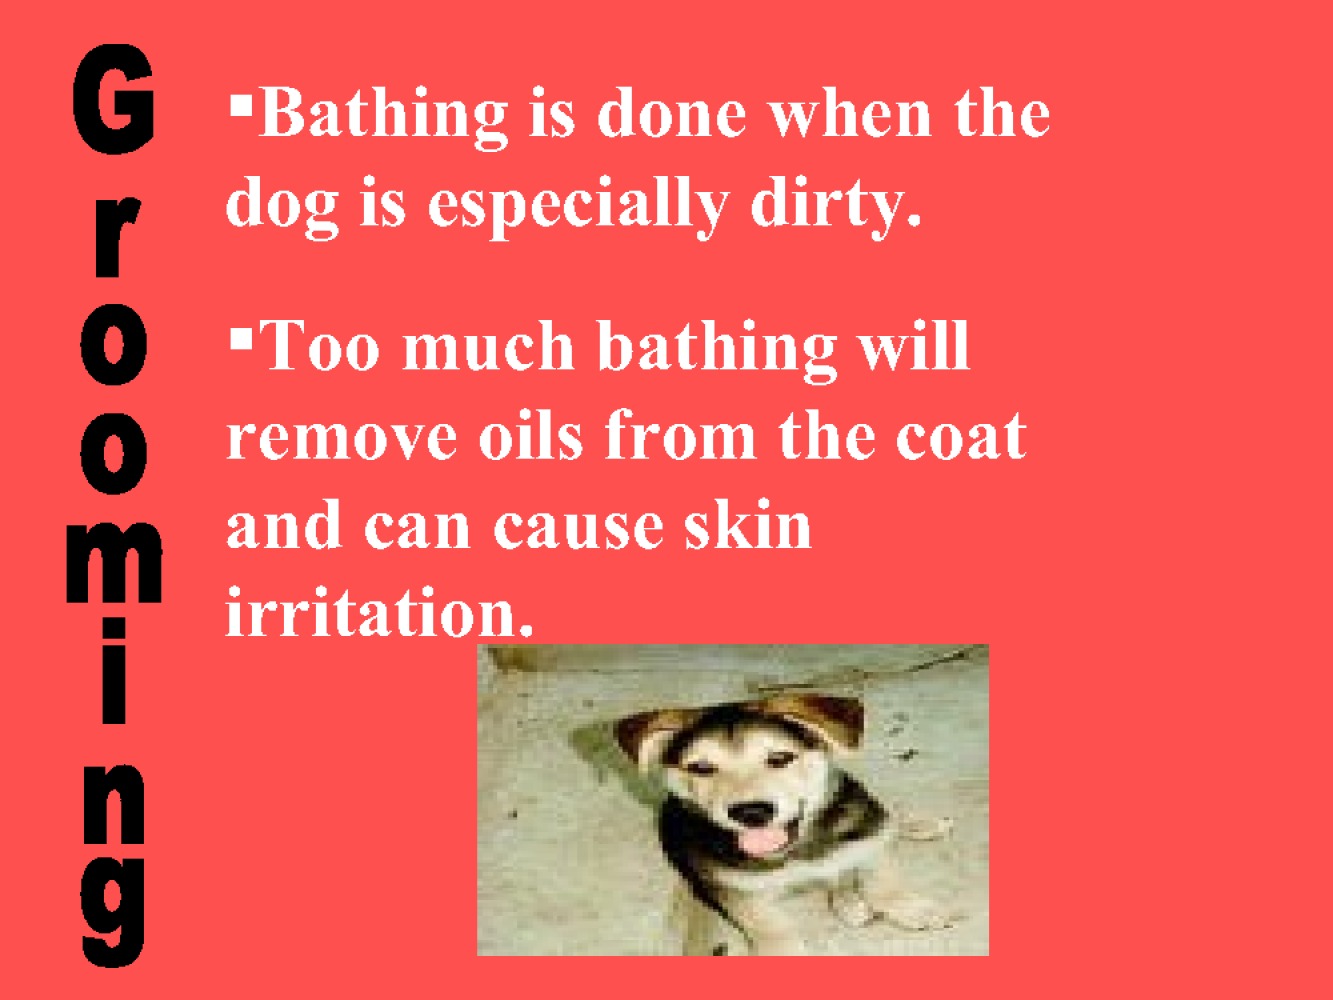 Grooming
▪Bathing is done when the
dog is especially dirty.
▪Too much bathing will
remove oils from the coat
and can cause skin
irritation.